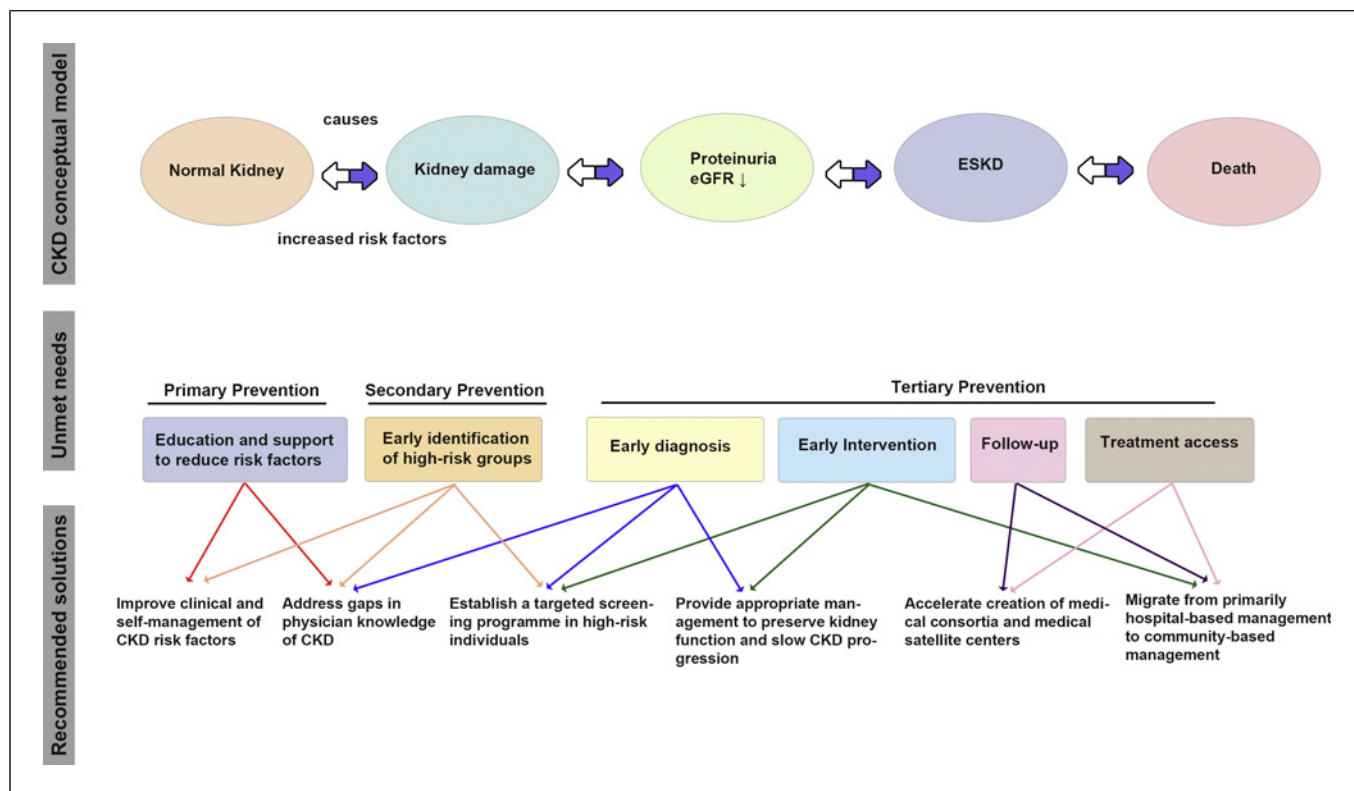 CKD conceptual model
causes
Normal Kidney
Kidney damage
Proteinuria
eGFR ↓
ESKD
Death
increased risk factors
Unmet needs
Primary Prevention
Secondary Prevention
Tertiary Prevention
Education and support
to reduce risk factors
Early identification
of high-risk groups
Early diagnosis
Early Intervention
Follow-up
Treatment access
Recommended solutions
Improve clinical and
self-management of
CKD risk factors
Address gaps in
physician knowledge
of CKD
Establish a targeted screen-
ing programme in high-risk
individuals
Provide appropriate man-
agement to preserve kidney
function and slow CKD pro-
gression
Accelerate creation of medi-
cal consortia and medical
satellite centers
Migrate from primarily
hospital-based management
to community-based
management